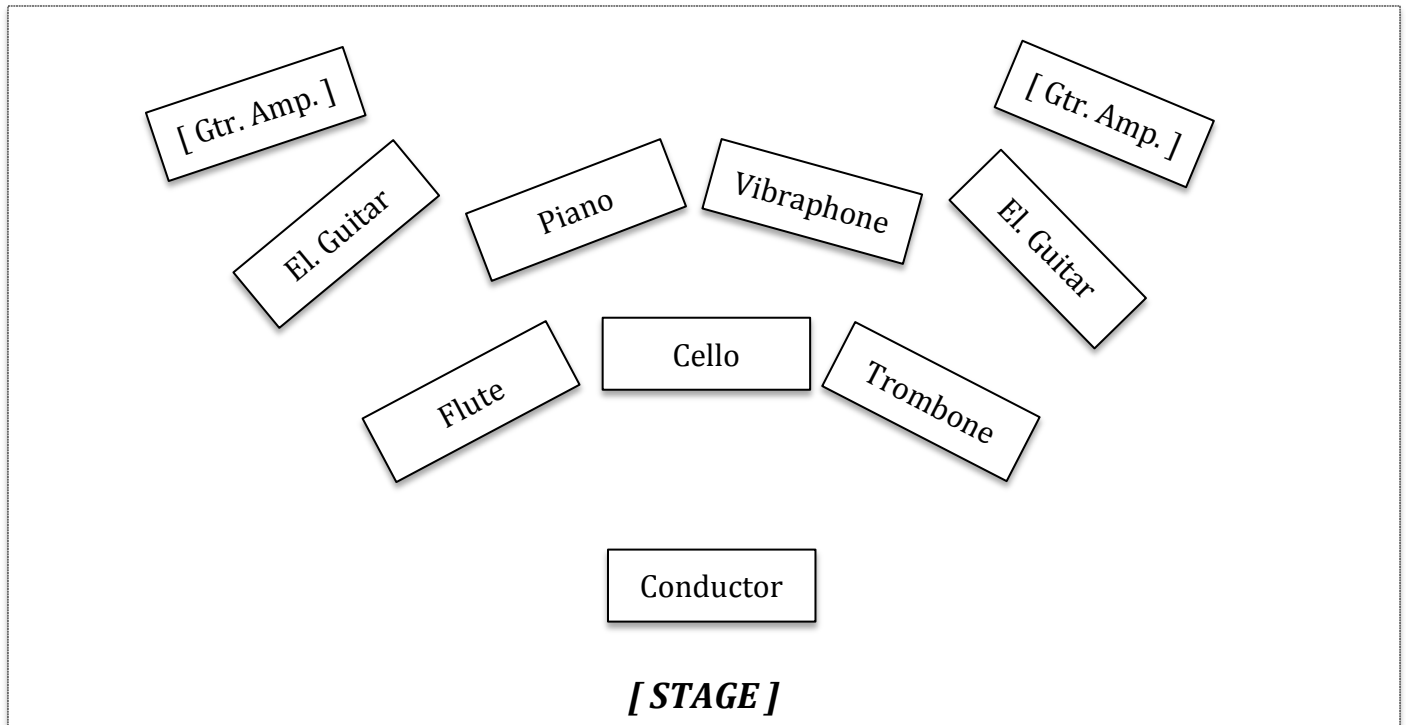 [ Gtr. Amp. ]
[ Gtr. Amp. ]
El. Guitar
Piano
Vibraphone
El. Guitar
Flute
Cello
Trombone
Conductor
[ STAGE ]